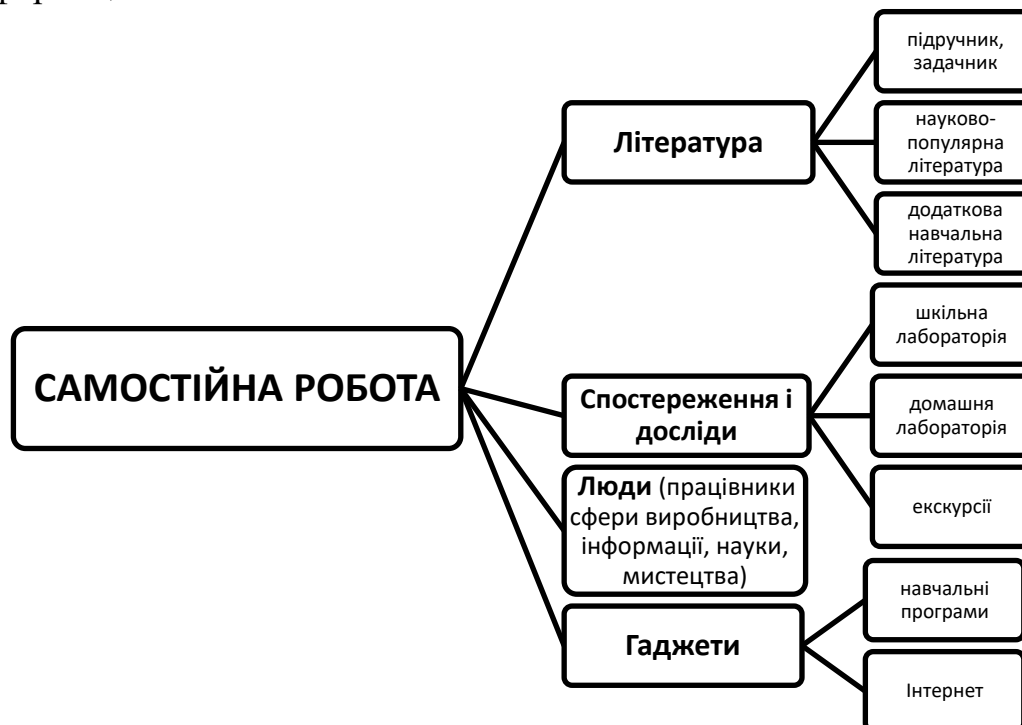 САМОСТІЙНА РОБОТА
Література
підручник,
задачник
науково-
популярна
література
додаткова
навчальна
література
Спостереження і
досліди
шкільна
лабораторія
домашня
лабораторія
екскурсії
Люди (працівники
сфери виробництва,
інформації, науки,
мистецтва)
Гаджети
навчальні
програми
Інтернет